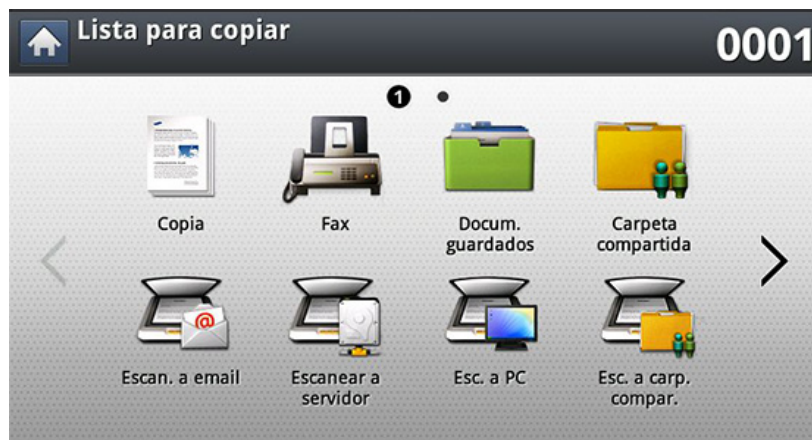 Lista para copiar
0001
1
Copia
Fax
Docum.
guardados
Carpeta
compartida
@
Escan. a email
Escanear a
servidor
Esc. a PC
Esc. a carp.
compar.